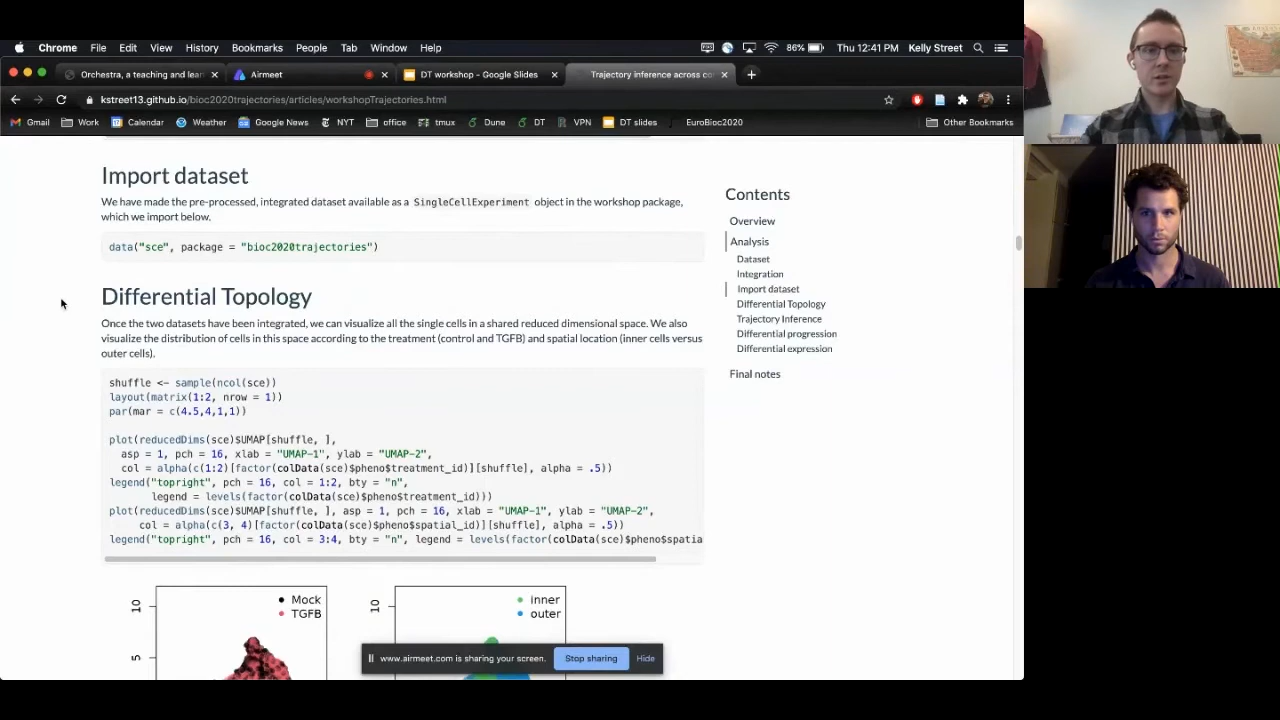 Chrome File Edit View History Bookmarks People Tab Window Help 86% Thu 12:41 PM Kelly Street
Orchestra, a teaching and lear Airmeet DT workshop - Google Slides Trajectory inference across co
kstreet13.github.io/bioc2020trajectories/articles/workshopTrajectories.html
Gmail Work Calendar Weather Google News NYT office tmux Dune DT VPN DT slides EuroBioc2020 Other Bookmarks
Import dataset
We have made the pre-processed, integrated dataset available as a SingleCellExperiment object in the workshop package,
which we import below.
data("sce", package = "bioc2020trajectories")
Differential Topology
Once the two datasets have been integrated, we can visualize all the single cells in a shared reduced dimensional space. We also
visualize the distribution of cells in this space according to the treatment (control and TGFB) and spatial location (inner cells versus
outer cells).
shuffle <- sample(ncol(sce))
layout(matrix(1:2, nrow = 1))
par(mar = c(4.5,4,1,1))
plot(reducedDims(sce)$UMAP[shuffle, ],
asp = 1, pch = 16, xlab = "UMAP-1", ylab = "UMAP-2",
col = alpha(c(1:2)[factor(colData(sce)$pheno$treatment_id)][shuffle], alpha = .5))
legend("topright", pch = 16, col = 1:2, bty = "n",
legend = levels(factor(colData(sce)$pheno$treatment_id)))
plot(reducedDims(sce)$UMAP[shuffle, ], asp = 1, pch = 16, xlab = "UMAP-1", ylab = "UMAP-2",
col = alpha(c(3, 4)[factor(colData(sce)$pheno$spatial_id)][shuffle], alpha = .5))
legend("topright", pch = 16, col = 3:4, bty = "n", legend = levels(factor(colData(sce)$pheno$spatia
10 Mock
TGFB
5
10 inner
outer
www.airmeet.com is sharing your screen. Stop sharing Hide
Contents
Overview
Analysis
Dataset
Integration
Import dataset
Differential Topology
Trajectory Inference
Differential progression
Differential expression
Final notes